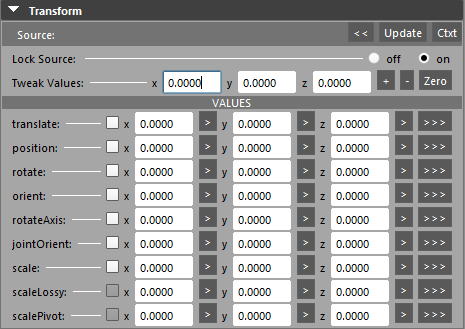 Transform
Source: << Update Ctxt
Lock Source: off on
Tweak Values: x 0.0000 y 0.0000 z 0.0000 + - Zero
VALUES
translate: x 0.0000 > y 0.0000 > z 0.0000 > >>>
position: x 0.0000 > y 0.0000 > z 0.0000 > >>>
rotate: x 0.0000 > y 0.0000 > z 0.0000 > >>>
orient: x 0.0000 > y 0.0000 > z 0.0000 > >>>
rotateAxis: x 0.0000 > y 0.0000 > z 0.0000 > >>>
jointOrient: x 0.0000 > y 0.0000 > z 0.0000 > >>>
scale: x 0.0000 > y 0.0000 > z 0.0000 > >>>
scaleLossy: x 0.0000 > y 0.0000 > z 0.0000 > >>>
scalePivot: x 0.0000 > y 0.0000 > z 0.0000 > >>>